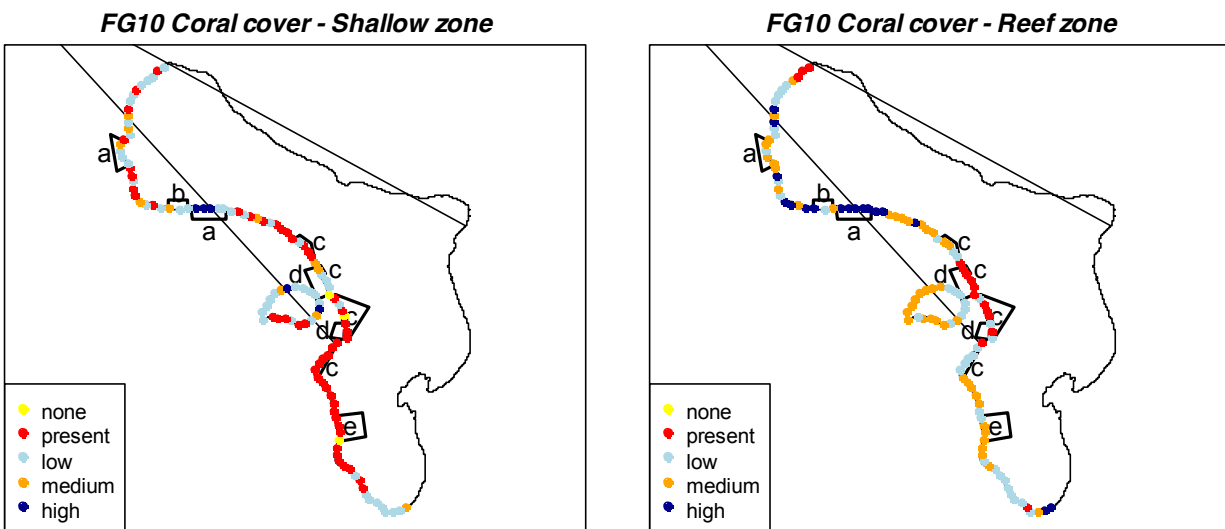 FG10 Coral cover - Shallow zone
a
b
a
c
d
c
c
d
c
e
none
present
low
medium
high
FG10 Coral cover - Reef zone
a
b
a
c
d
c
c
d
c
e
none
present
low
medium
high